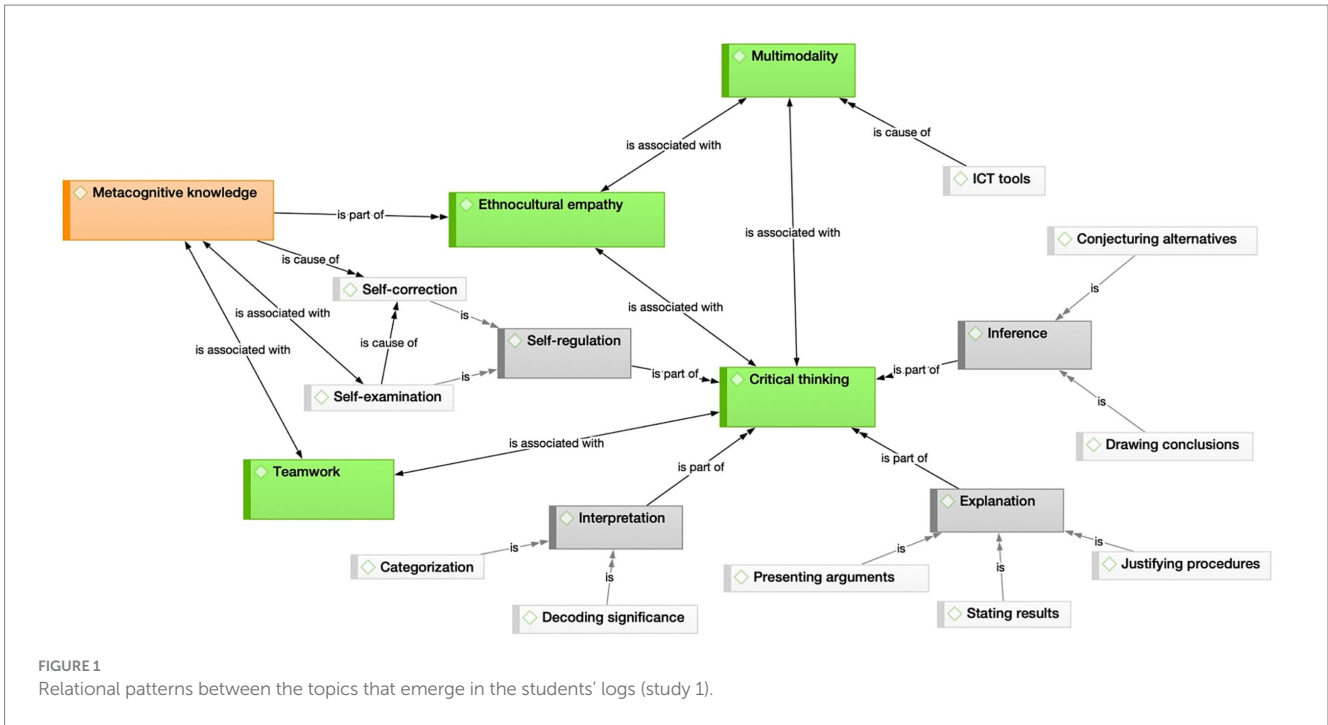 Multimodality
is associated with
is cause of
ICT tools
Metacognitive knowledge
Ethnocultural empathy
is part of
is associated with
Conjecturing alternatives
is cause of
Self-correction
is
is associated with
is associated with
is
Inference
Self-regulation
is cause of
is associated with
is part of
is part of
Critical thinking
is
Self-examination
is
is associated with
Drawing conclusions
Teamwork
is part of
is part of
Interpretation
Explanation
is
Categorization
is
Decoding significance
is
Presenting arguments
is
Stating results
is
Justifying procedures
FIGURE 1
Relational patterns between the topics that emerge in the students' logs (study 1).